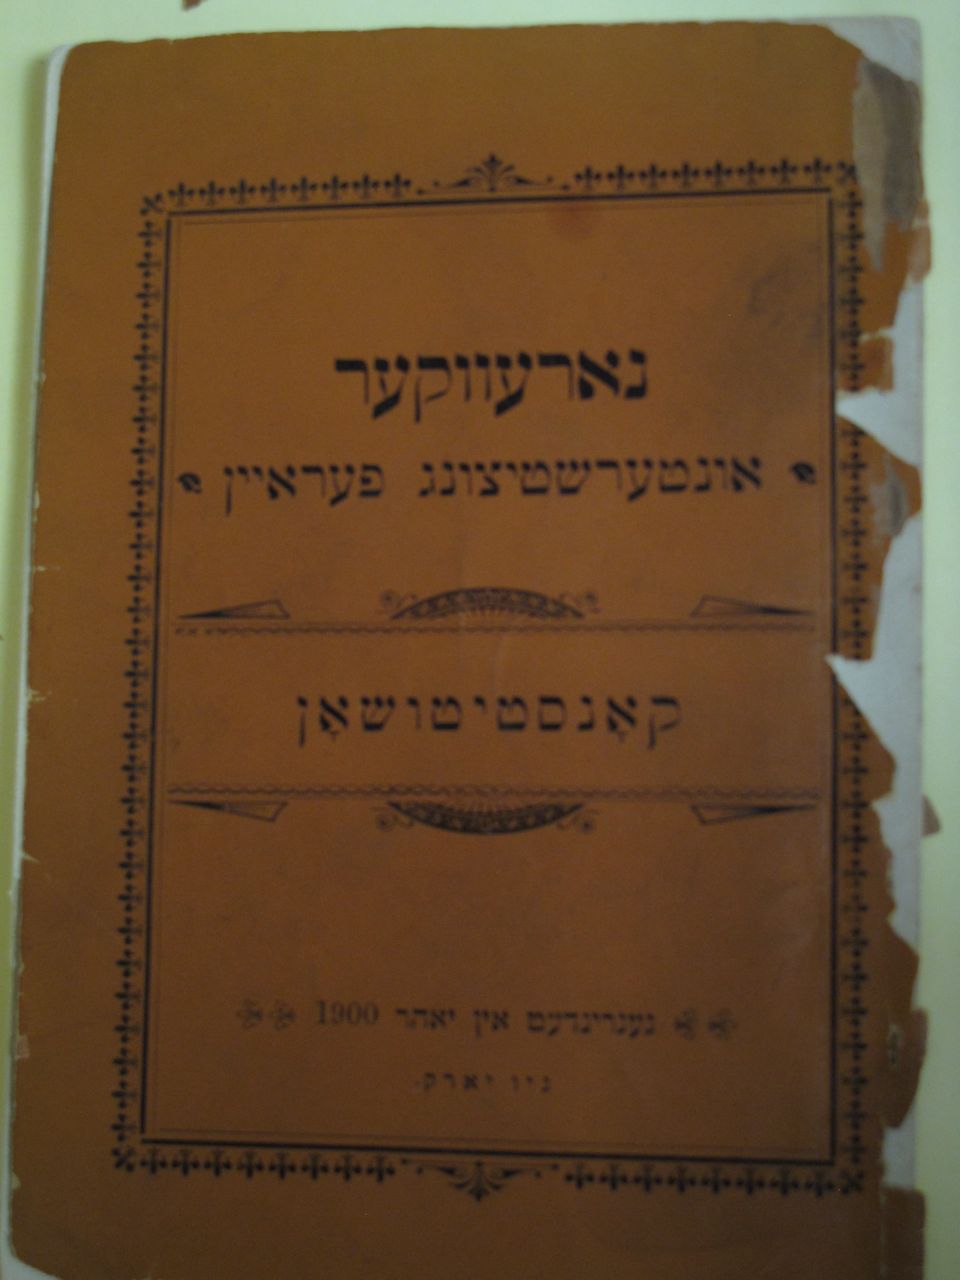 נארעווקער
אונטערשטיצונג פעראיין
קאָנסטיטושאָן
געגרינדעט אין יאהר 1900
ניו יארק.